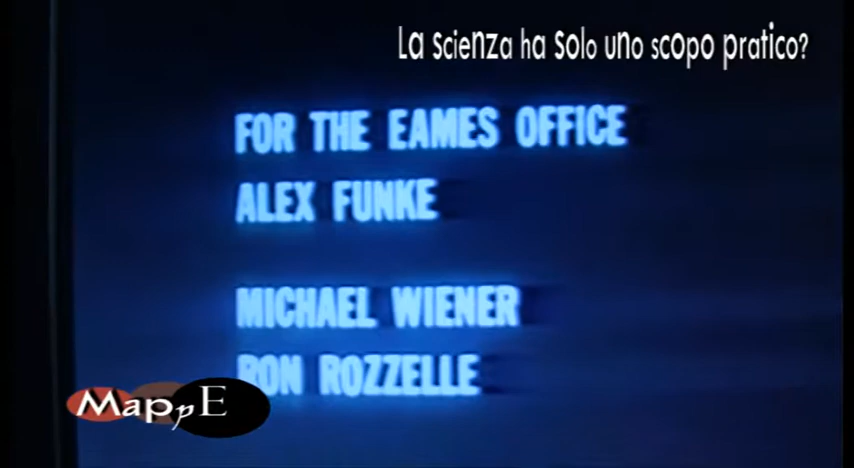 La scienza ha solo uno scopo pratico?
FOR THE EAMES OFFICE
ALEX FUNKE
MICHAEL WIENER
RON ROZZELLE
MappE